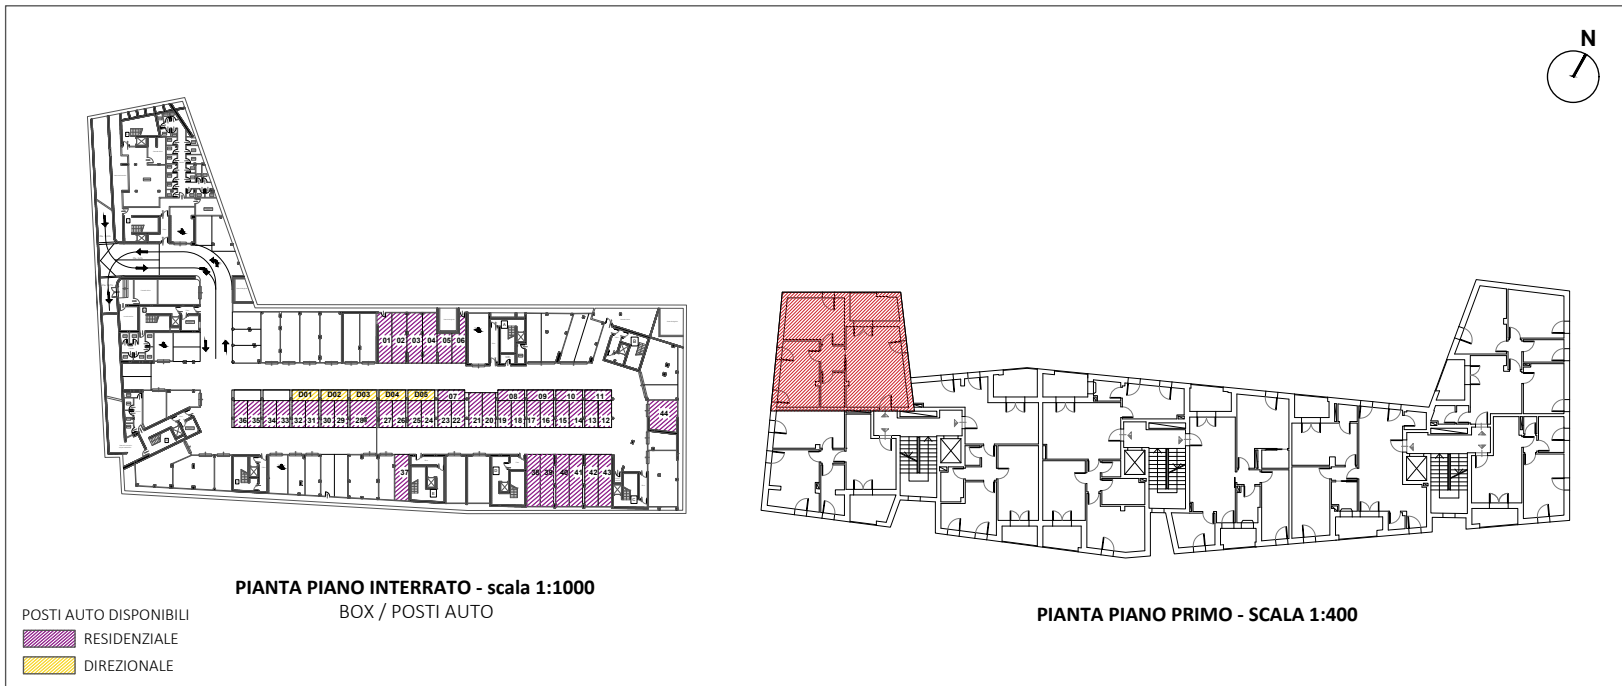 N
01 02 03 04 05 06
D01 D02 D03 D04 D05 07 08 09 10 11
36 35 34 33 32 31 30 29 28 27 26 25 24 23 22 21 20 19 18 17 16 15 14 13 12
44
37 38 39 40 41 42 43
PIANTA PIANO INTERRATO - scala 1:1000
BOX / POSTI AUTO
PIANTA PIANO PRIMO - SCALA 1:400
POSTI AUTO DISPONIBILI
RESIDENZIALE
DIREZIONALE